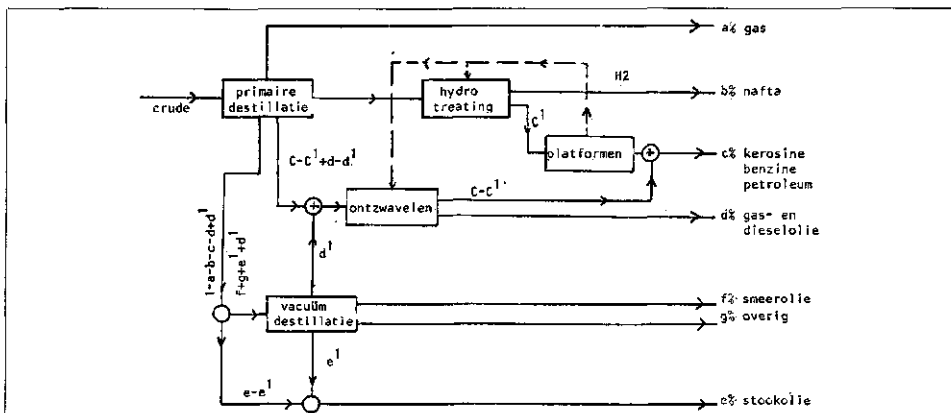 a% gas
H2
primaire
destillatie
hydro
treating
b% nafta
crude
C¹
platformen
c% kerosine
benzine
petroleum
C-C¹+d-d¹
ontzwavelen
C-C¹
d% gas- en
dieselolie
d¹
1-a-b-c-d+d¹
f+g+e¹+d¹
vacuüm
destillatie
f% smeerolie
g% overig
e¹
e-e¹
e% stookolie